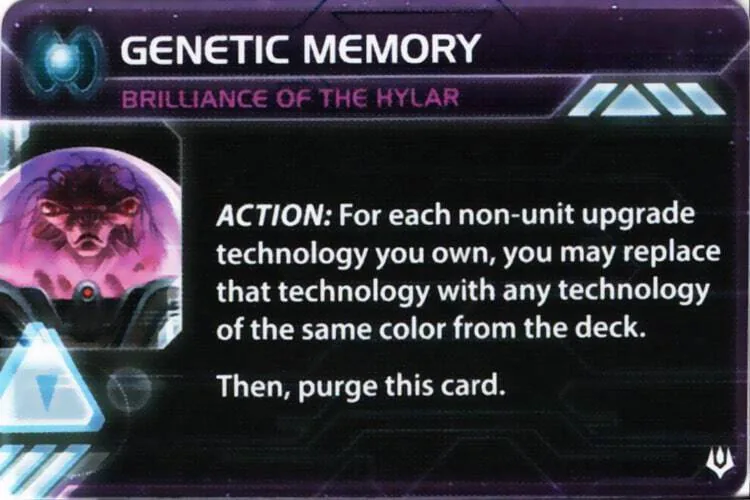 GENETIC MEMORY
BRILLIANCE OF THE HYLAR
ACTION: For each non-unit upgrade
technology you own, you may replace
that technology with any technology
of the same color from the deck.
Then, purge this card.